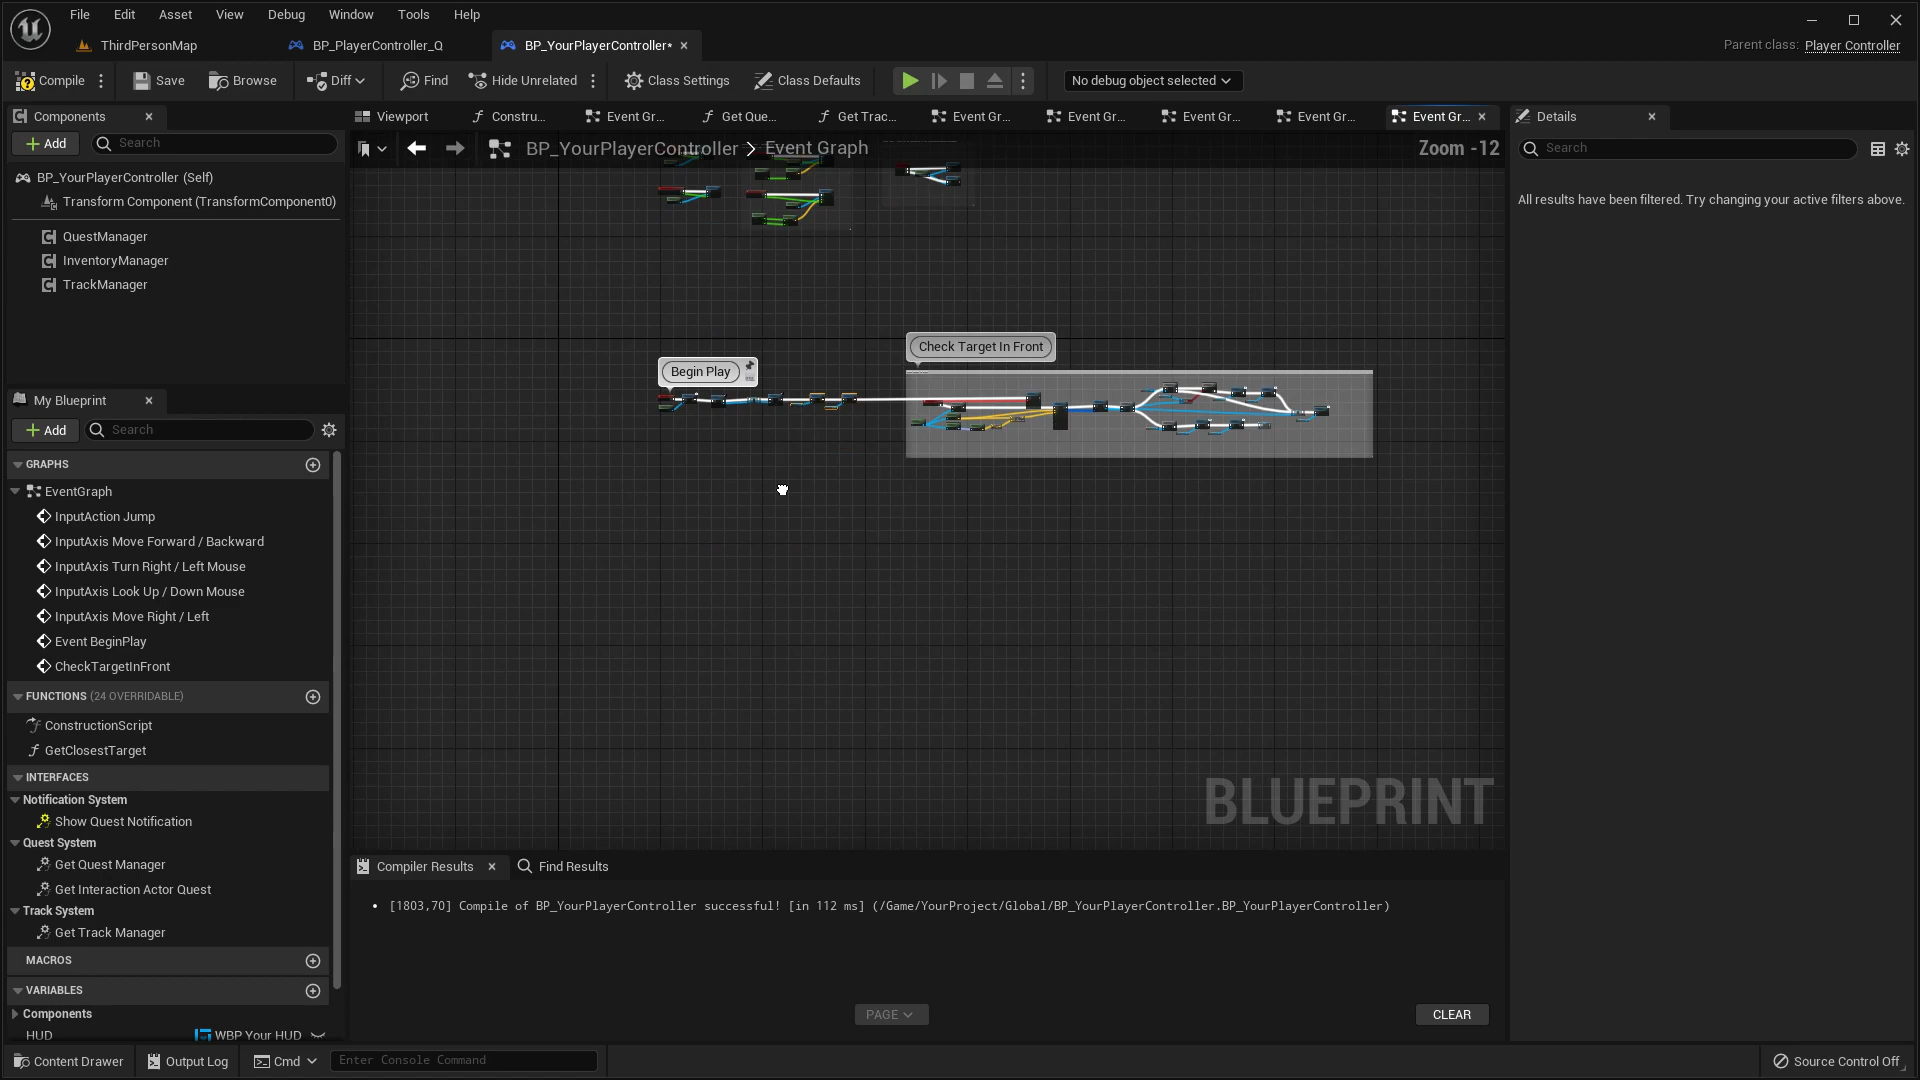 File Edit Asset View Debug Window Tools Help
ThirdPersonMap
BP_PlayerController_Q
BP_YourPlayerController*
Parent class: Player Controller
Compile
Save
Browse
Diff
Find
Hide Unrelated
Class Settings
Class Defaults
No debug object selected
Components
Add
Search
BP_YourPlayerController (Self)
Transform Component (TransformComponent0)
QuestManager
InventoryManager
TrackManager
My Blueprint
Add
Search
GRAPHS
EventGraph
InputAction Jump
InputAxis Move Forward / Backward
InputAxis Turn Right / Left Mouse
InputAxis Look Up / Down Mouse
InputAxis Move Right / Left
Event BeginPlay
CheckTargetInFront
FUNCTIONS (24 OVERRIDABLE)
ConstructionScript
GetClosestTarget
INTERFACES
Notification System
Show Quest Notification
Quest System
Get Quest Manager
Get Interaction Actor Quest
Track System
Get Track Manager
MACROS
VARIABLES
Components
HUD
WBP Your HUD
Viewport
Constru...
Event Gr...
Get Que...
Get Trac...
Event Gr...
Event Gr...
Event Gr...
Event Gr...
Event Gr...
BP_YourPlayerController > Event Graph
Zoom -12
Check Target In Front
Begin Play
BLUEPRINT
Details
Search
All results have been filtered. Try changing your active filters above.
Compiler Results
Find Results
[1803,70] Compile of BP_YourPlayerController successful! [in 112 ms] (/Game/YourProject/Global/BP_YourPlayerController.BP_YourPlayerController)
PAGE
CLEAR
Content Drawer
Output Log
Cmd
Enter Console Command
Source Control Off